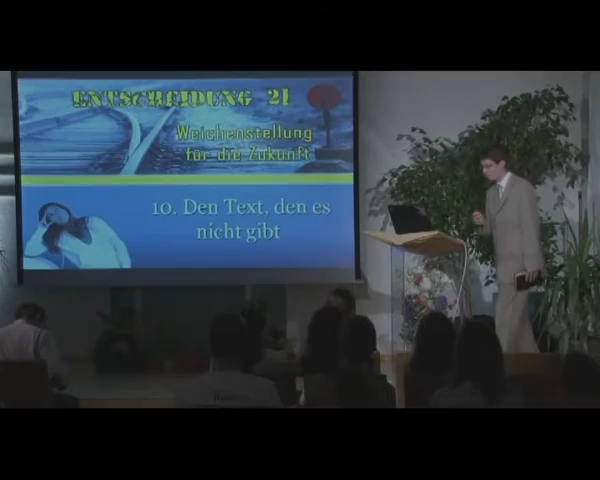 ENTSCHEIDUNG 21
Weichenstellung
für die Zukunft
10. Den Text, den es
nicht gibt